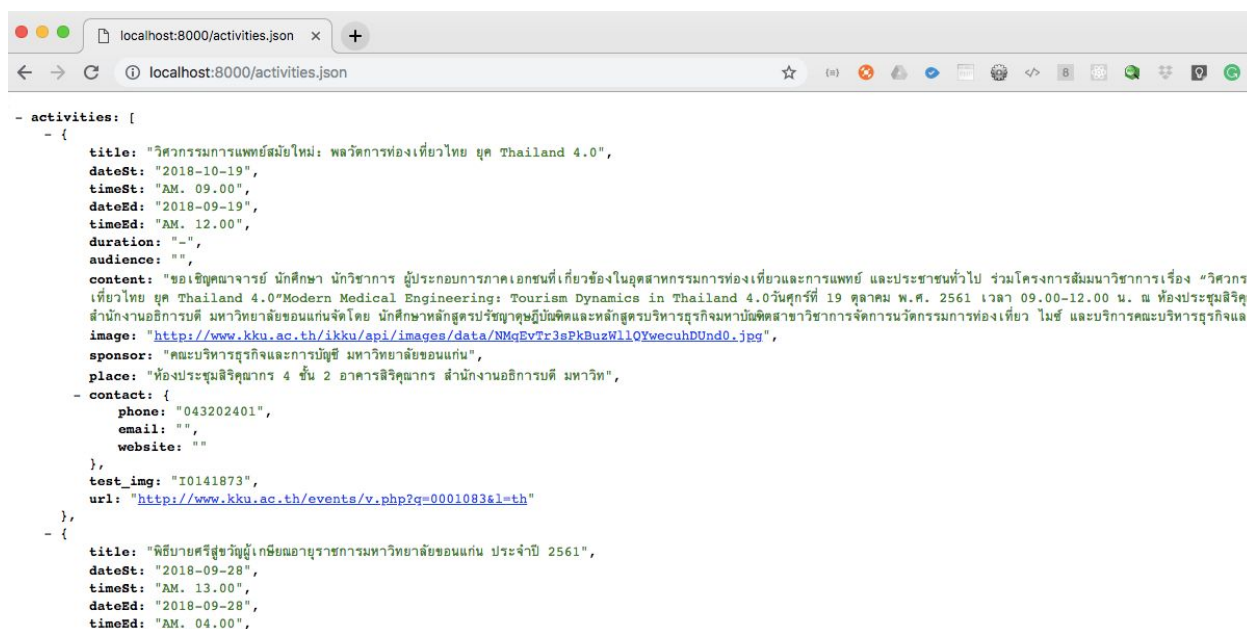 localhost:8000/activities.json
localhost:8000/activities.json
- activities: [
- {
title: "วิศวกรรมการแพทย์สมัยใหม่: พลวัตการท่องเที่ยวไทย ยุค Thailand 4.0",
dateSt: "2018-10-19",
timeSt: "AM. 09.00",
dateEd: "2018-09-19",
timeEd: "AM. 12.00",
duration: "-",
audience: "",
content: "ขอเชิญคณาจารย์ นักศึกษา นักวิชาการ ผู้ประกอบการภาคเอกชนที่เกี่ยวข้องในอุตสาหกรรมการท่องเที่ยวและการแพทย์ และประชาชนทั่วไป ร่วมโครงการสัมมนาวิชาการเรื่อง “วิศวกร
เที่ยวไทย ยุค Thailand 4.0”Modern Medical Engineering: Tourism Dynamics in Thailand 4.0วันศุกร์ที่ 19 ตุลาคม พ.ศ. 2561 เวลา 09.00-12.00 น. ณ ห้องประชุมสิริคุ
สำนักงานอธิการบดี มหาวิทยาลัยขอนแก่นจัดโดย นักศึกษาหลักสูตรปรัชญาดุษฎีบัณฑิตและหลักสูตรบริหารธุรกิจมหาบัณฑิตสาขาวิชาการจัดการนวัตกรรมการท่องเที่ยว ไมซ์ และบริการคณะบริหารธุรกิจและ
image: "http://www.kku.ac.th/ikku/api/images/data/NMqEvTr3sPkBuzWllQYwecuhDUnd0.jpg",
sponsor: "คณะบริหารธุรกิจและการบัญชี มหาวิทยาลัยขอนแก่น",
place: "ห้องประชุมสิริคุณากร 4 ชั้น 2 อาคารสิริคุณากร สำนักงานอธิการบดี มหาวิท",
- contact: {
phone: "043202401",
email: "",
website: ""
},
test_img: "I0141873",
url: "http://www.kku.ac.th/events/v.php?q=0001083&l=th"
},
- {
title: "พิธีบายศรีสู่ขวัญผู้เกษียณอายุราชการมหาวิทยาลัยขอนแก่น ประจำปี 2561",
dateSt: "2018-09-28",
timeSt: "AM. 13.00",
dateEd: "2018-09-28",
timeEd: "AM. 04.00",